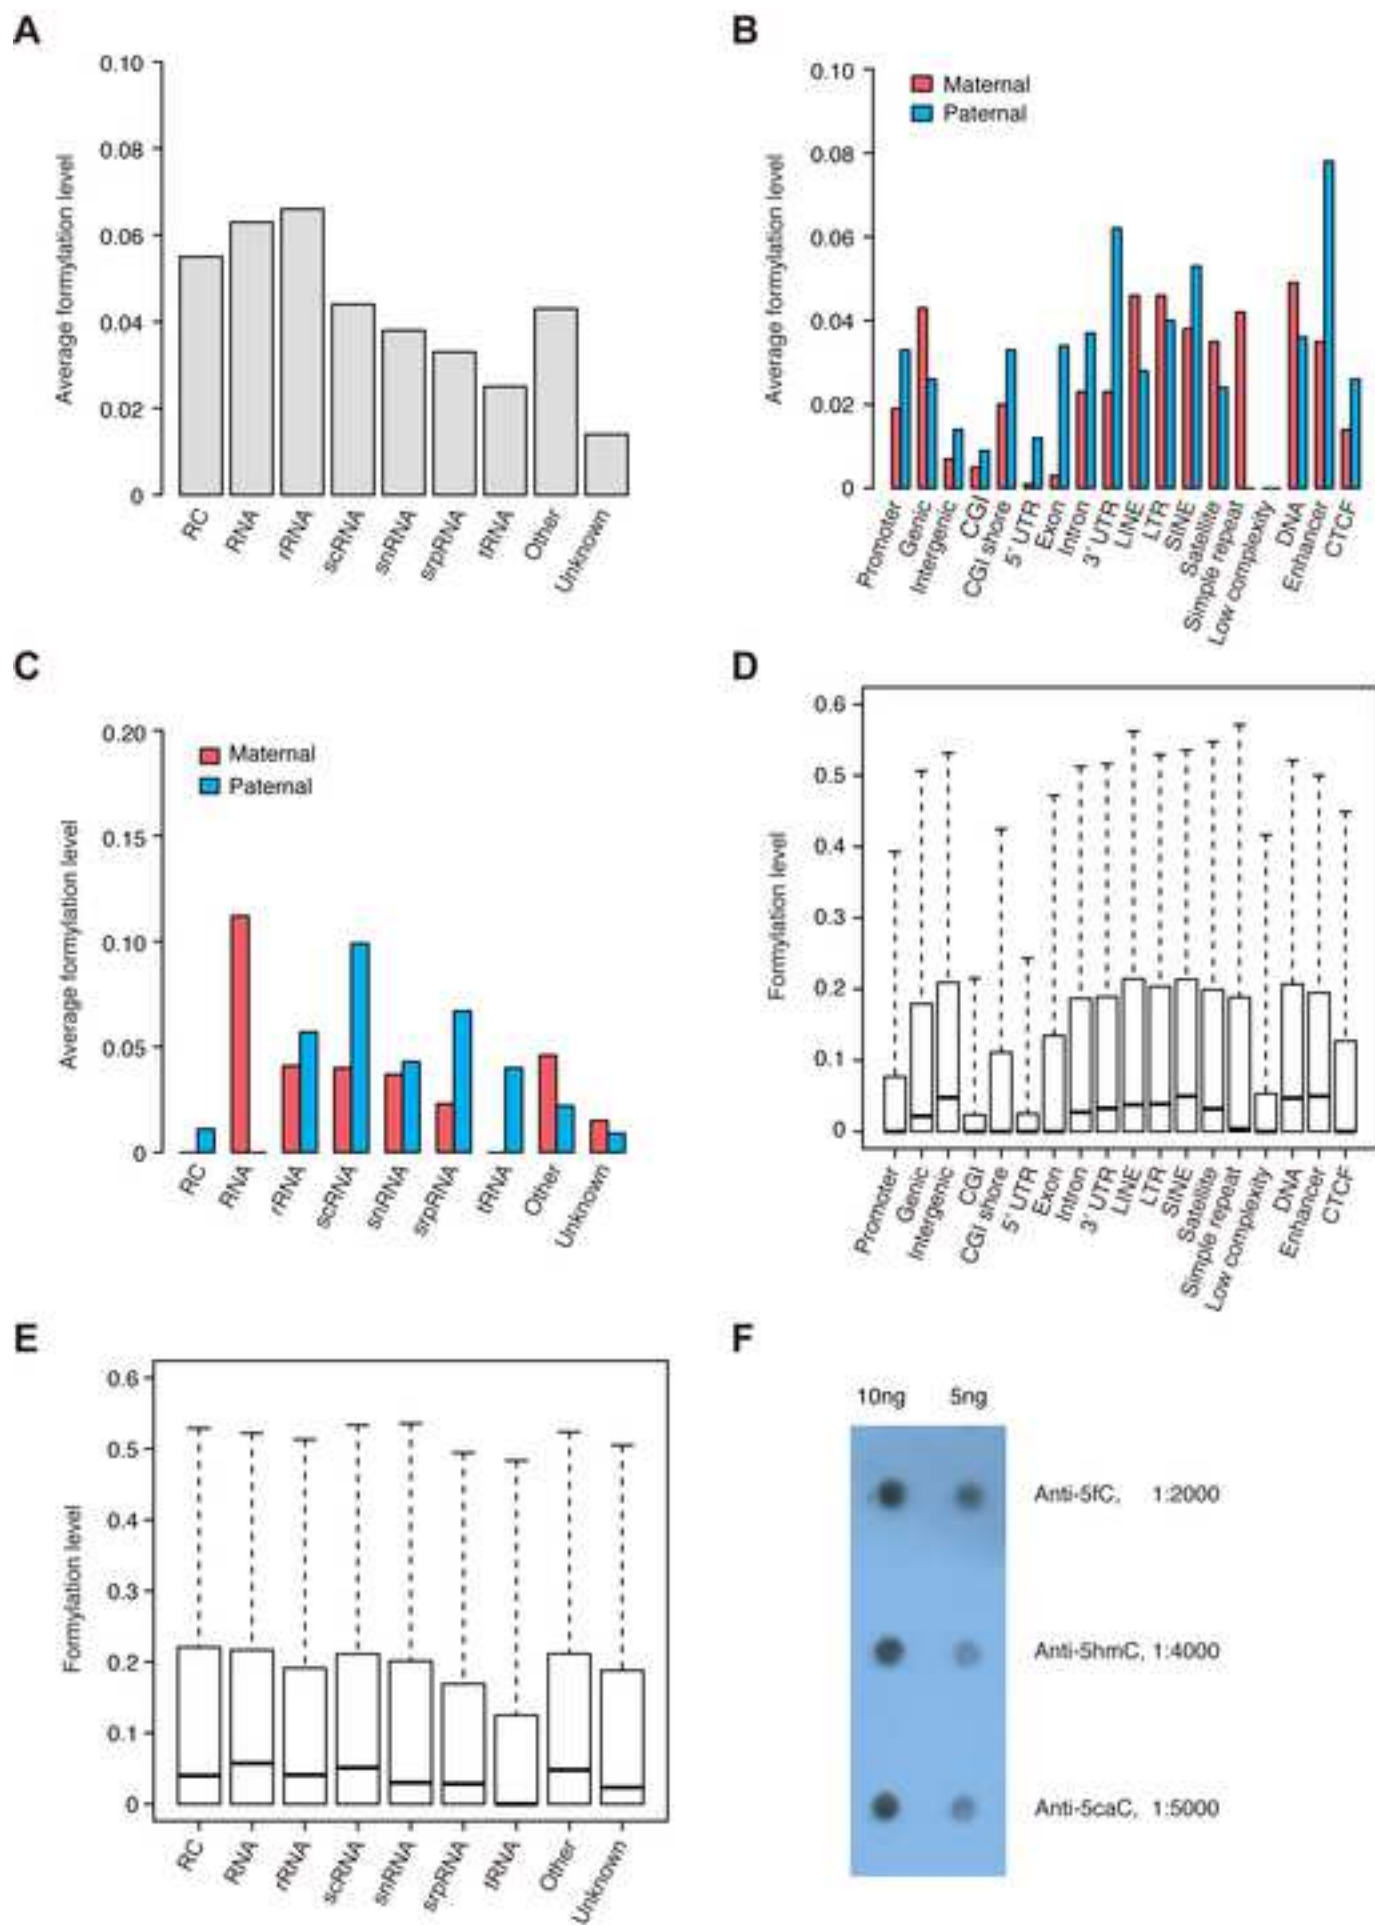 A
Average formylation level
0.10
0.08
0.06
0.04
0.02
0
RC
RNA
rRNA
scRNA
snRNA
srpRNA
tRNA
Other
Unknown
B
Average formylation level
0.10
0.08
0.06
0.04
0.02
0
Maternal
Paternal
Promoter
Genic
Intergenic
CGI
CGI shore
5' UTR
Exon
Intron
3' UTR
LINE
LTR
SINE
Satellite
Simple repeat
Low complexity
DNA
Enhancer
CTCF
C
Average formylation level
0.20
0.15
0.10
0.05
0
Maternal
Paternal
RC
RNA
rRNA
scRNA
snRNA
srpRNA
tRNA
Other
Unknown
D
Formylation level
0.6
0.5
0.4
0.3
0.2
0.1
0
Promoter
Genic
Intergenic
CGI
CGI shore
5' UTR
Exon
Intron
3' UTR
LINE
LTR
SINE
Satellite
Simple repeat
Low complexity
DNA
Enhancer
CTCF
E
Formylation level
0.6
0.5
0.4
0.3
0.2
0.1
0
RC
RNA
rRNA
scRNA
snRNA
srpRNA
tRNA
Other
Unknown
F
10ng 5ng
Anti-5fC, 1:2000
Anti-5hmC, 1:4000
Anti-5caC, 1:5000